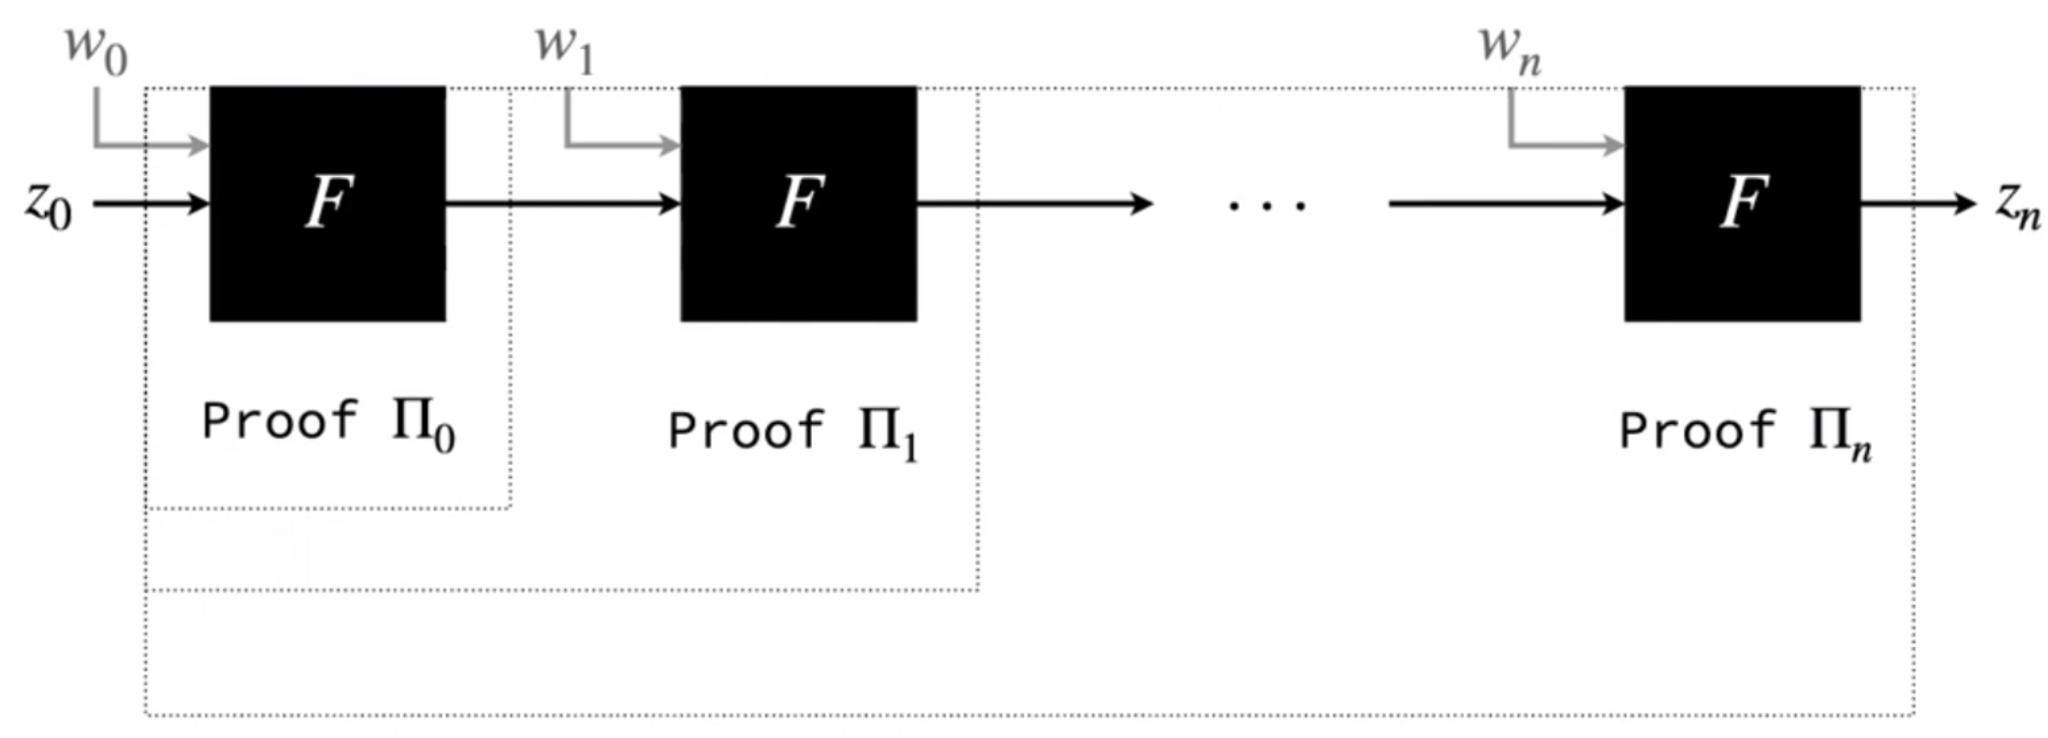 w₀ w₁ wₙ
z₀ F F . . . F zₙ
Proof Π₀ Proof Π₁ Proof Πₙ